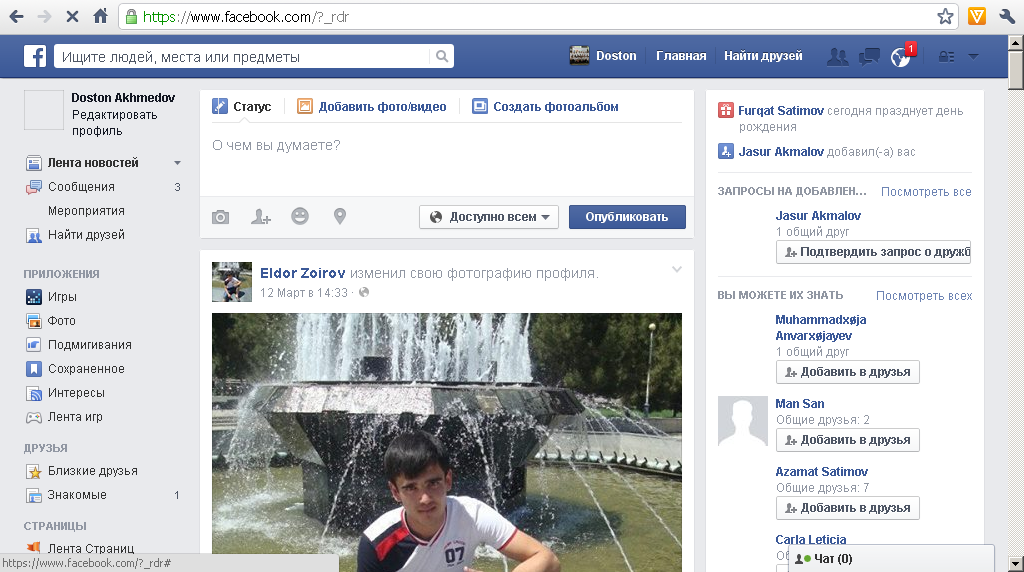 https://www.facebook.com/?_rdr
Ищите людей, места или предметы
Doston
Главная
Найти друзей
1
Doston Akhmedov
Редактировать
профиль
Лента новостей
Сообщения 3
Мероприятия
Найти друзей
ПРИЛОЖЕНИЯ
Игры
Фото
Подмигивания
Сохраненное
Интересы
Лента игр
ДРУЗЬЯ
Близкие друзья
Знакомые 1
СТРАНИЦЫ
Лента Страниц
https://www.facebook.com/?_rdr#
Статус
Добавить фото/видео
Создать фотоальбом
О чем вы думаете?
Доступно всем
Опубликовать
Eldor Zoirov изменил свою фотографию профиля.
12 Март в 14:33 ·
07
Furqat Satimov сегодня празднует день
рождения
Jasur Akmalov добавил(-а) вас
ЗАПРОСЫ НА ДОБАВЛЕН... Посмотреть все
Jasur Akmalov
1 общий друг
Подтвердить запрос о дружб
ВЫ МОЖЕТЕ ИХ ЗНАТЬ Посмотреть всех
Muhammadxøja
Anvarxøjayev
1 общий друг
Добавить в друзья
Man San
Общие друзья: 2
Добавить в друзья
Azamat Satimov
Общие друзья: 7
Добавить в друзья
Carla Leticia
Чат (0)